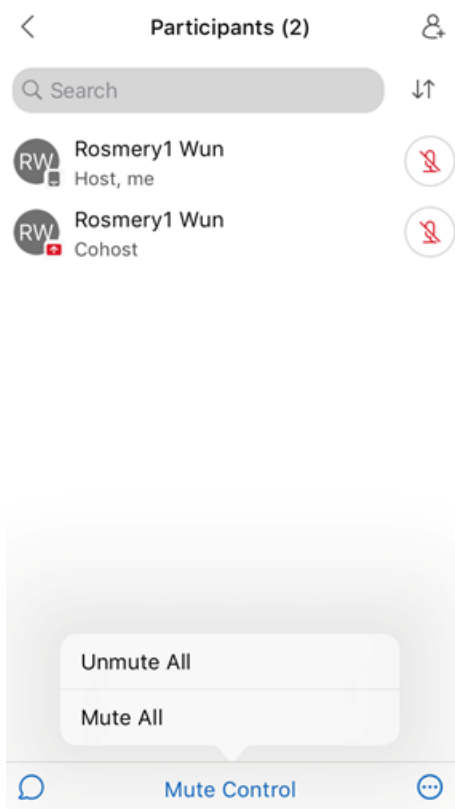 Participants (2)
Search
RW
Rosmery1 Wun
Host, me
RW
Rosmery1 Wun
Cohost
Unmute All
Mute All
Mute Control